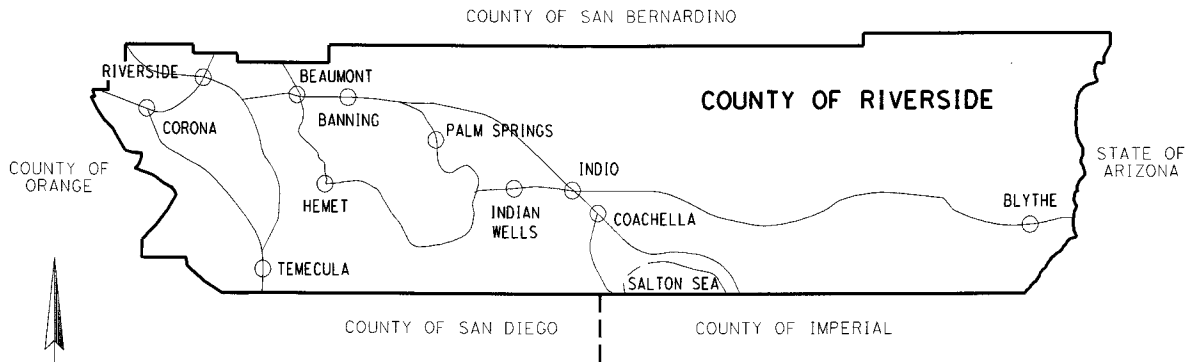 COUNTY OF SAN BERNARDINO
RIVERSIDE
BEAUMONT
COUNTY OF RIVERSIDE
CORONA
BANNING
PALM SPRINGS
STATE OF
ARIZONA
COUNTY OF
ORANGE
INDIO
HEMET
INDIAN
WELLS
COACHELLA
BLYTHE
TEMECULA
SALTON SEA
COUNTY OF SAN DIEGO
COUNTY OF IMPERIAL